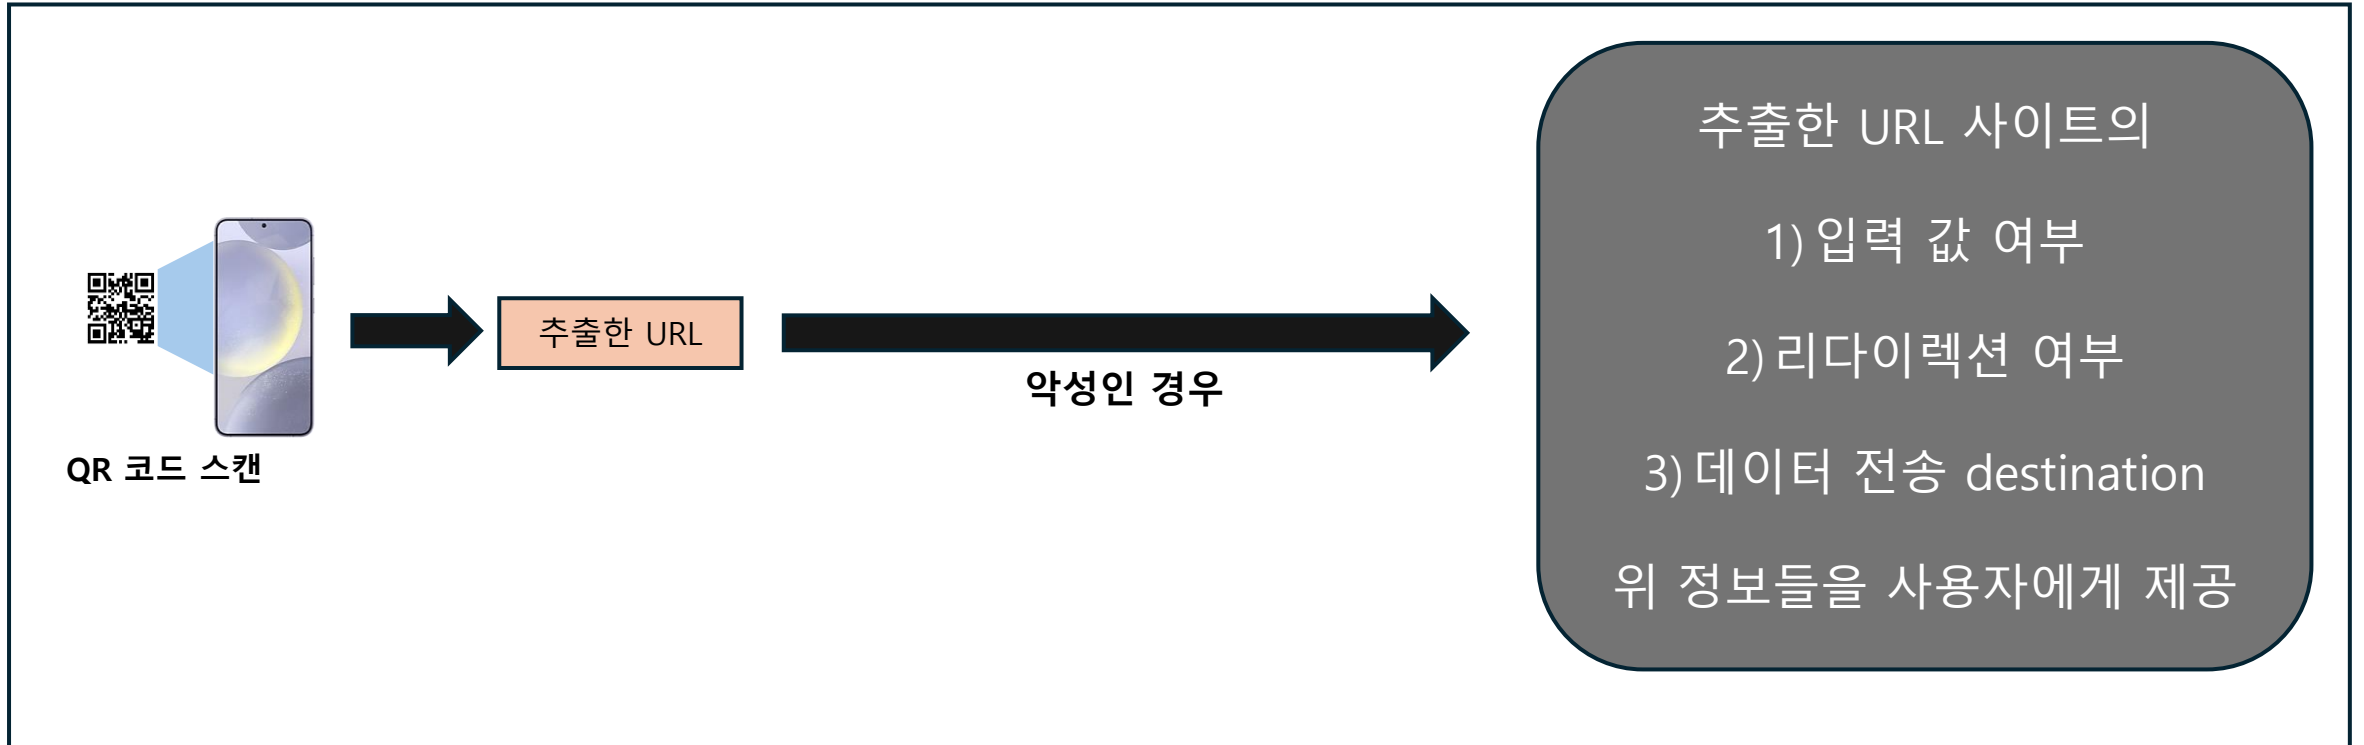 추출한 URL 사이트의
1) 입력 값 여부
2) 리다이렉션 여부
3) 데이터 전송 destination
위 정보들을 사용자에게 제공
추출한 URL
악성인 경우
QR 코드 스캔